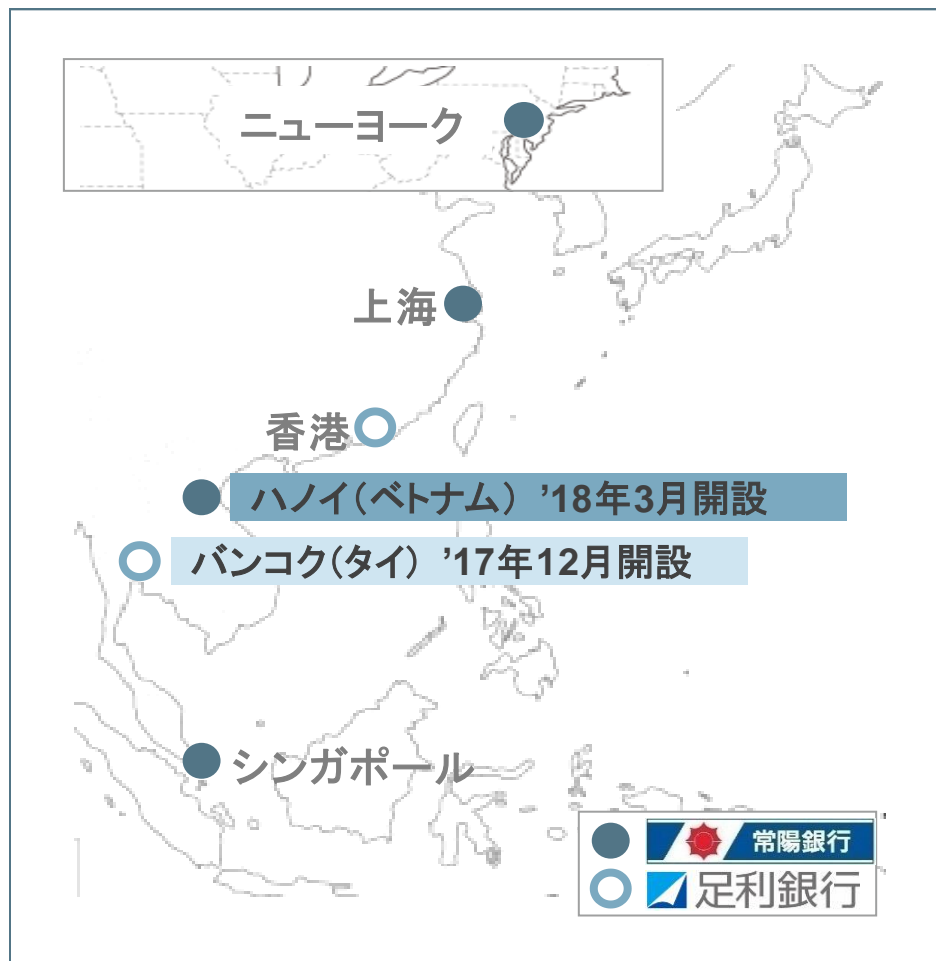 ニューヨーク
上海
香港
ハノイ(ベトナム) ’18年3月開設
バンコク(タイ) ’17年12月開設
シンガポール
常陽銀行
足利銀行